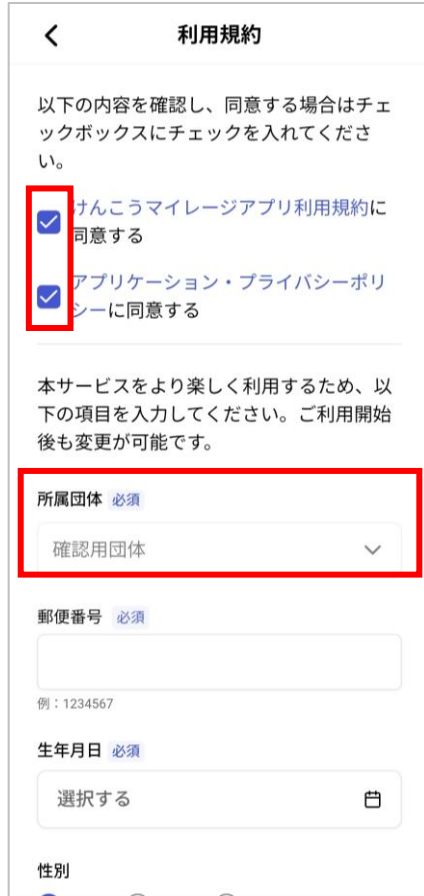 利用規約
以下の内容を確認し、同意する場合はチェ
ックボックスにチェックを入れてくださ
い。
けんこうマイレージアプリ利用規約に
同意する
アプリケーション・プライバシーポリ
シーに同意する
本サービスをより楽しく利用するため、以
下の項目を入力してください。ご利用開始
後も変更が可能です。
所属団体 必須
確認用団体
郵便番号 必須
例：1234567
生年月日 必須
選択する
性別